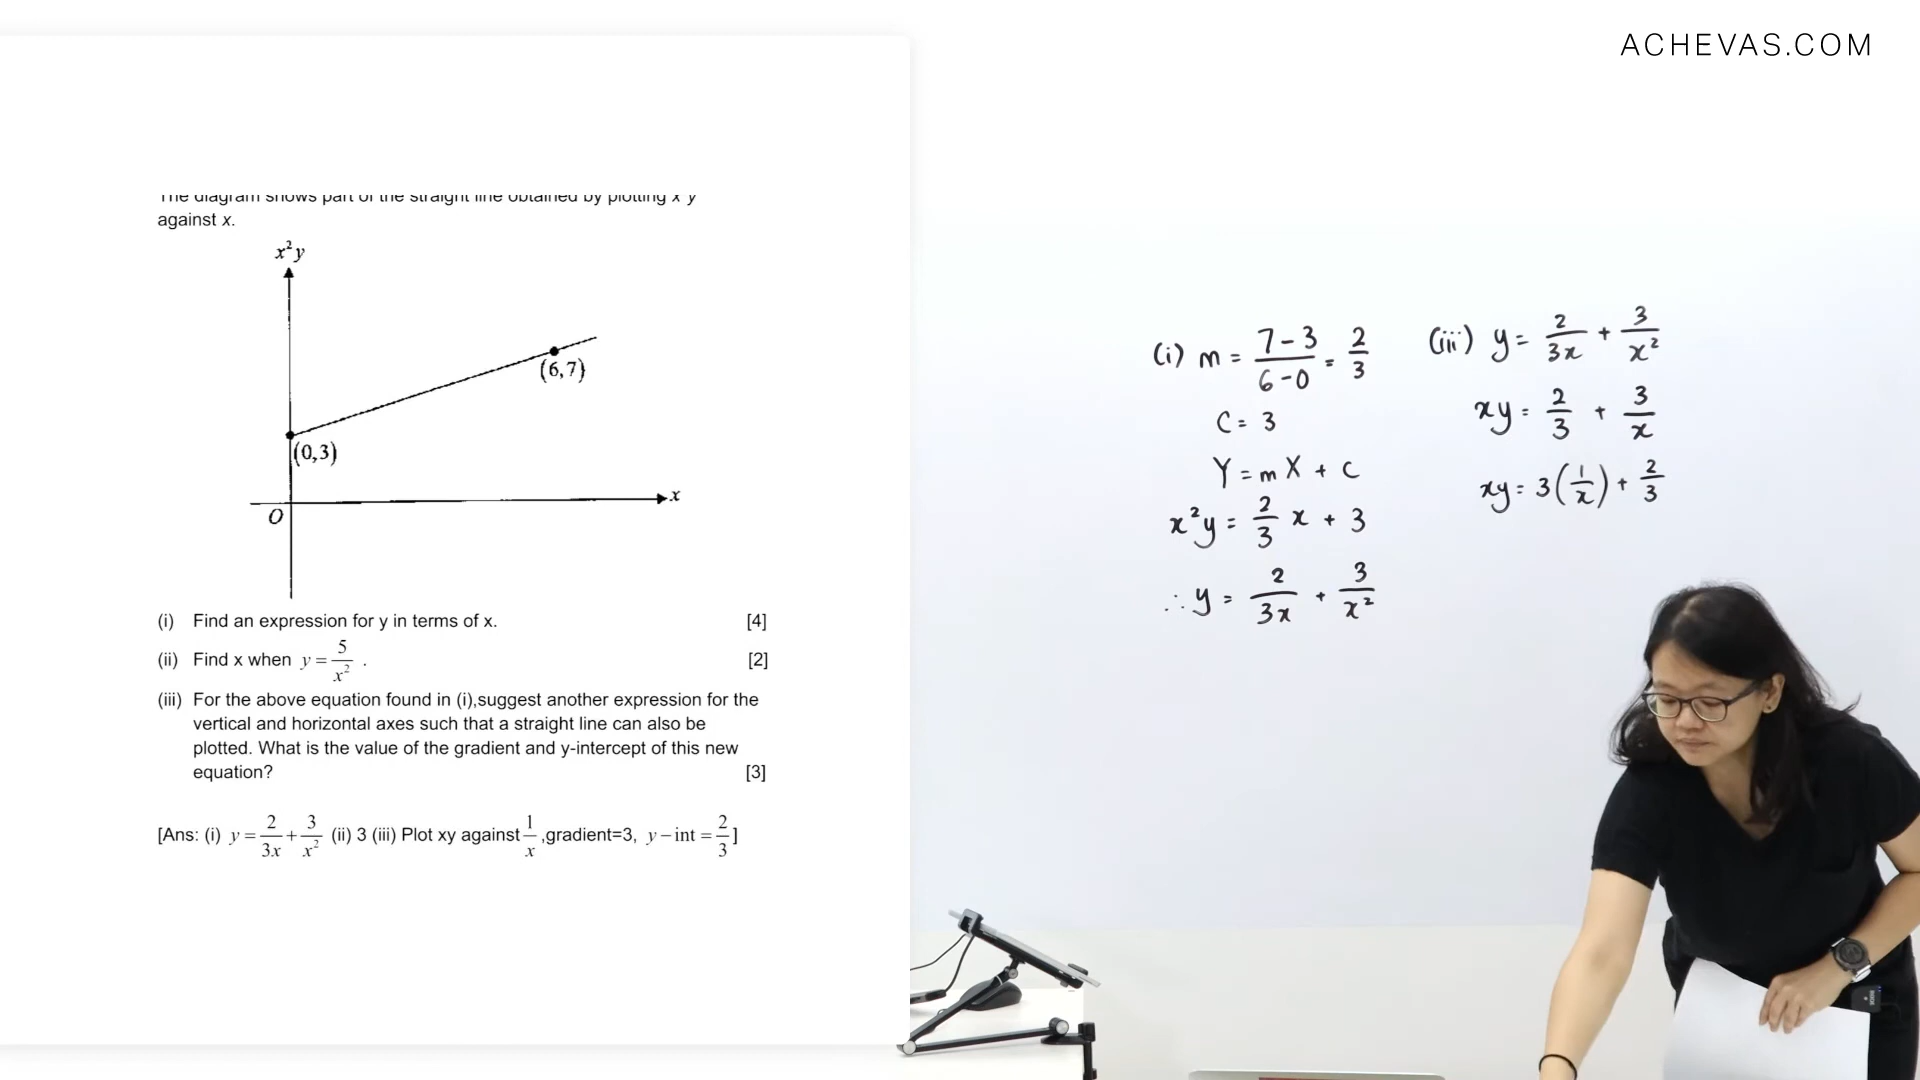 ACHEVAS.COM
The diagram shows part of the straight line obtained by plotting x²y
against x.
x²y
(6,7)
(0,3)
x
O
(i) Find an expression for y in terms of x. [4]
(ii) Find x when y = 5/x² . [2]
(iii) For the above equation found in (i),suggest another expression for the
vertical and horizontal axes such that a straight line can also be
plotted. What is the value of the gradient and y-intercept of this new
equation? [3]
[Ans: (i) y = 2/3x + 3/x² (ii) 3 (iii) Plot xy against 1/x ,gradient=3, y − int = 2/3]
(i) m = (7-3)/(6-0) = 2/3
C = 3
Y = mX + C
x²y = 2/3 x + 3
∴ y = 2/3x + 3/x²
(iii) y = 2/3x + 3/x²
xy = 2/3 + 3/x
xy = 3(1/x) + 2/3